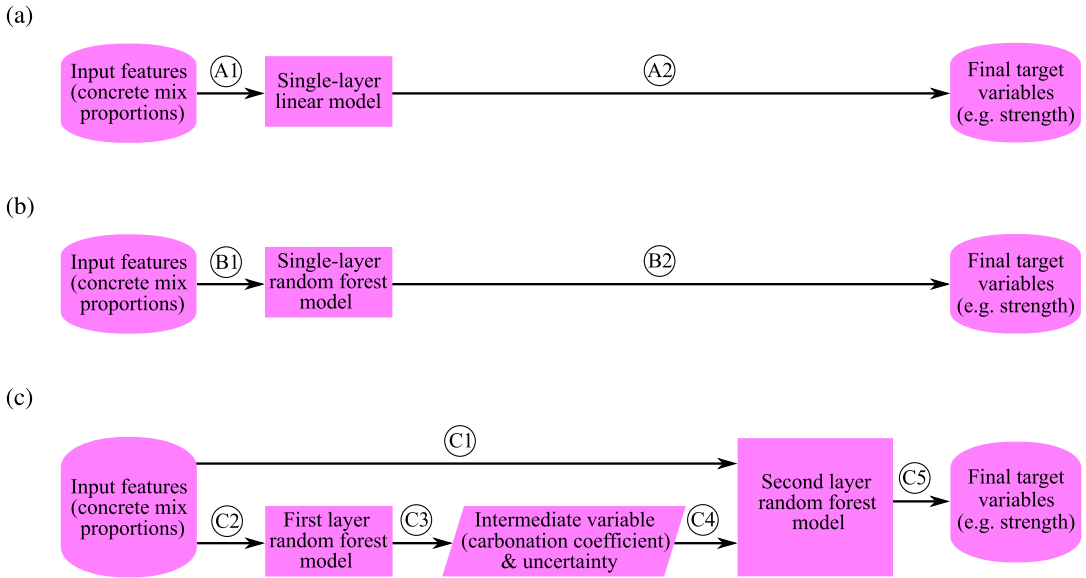 (a)
Input features
(concrete mix
proportions)
A1
Single-layer
linear model
A2
Final target
variables
(e.g. strength)
(b)
Input features
(concrete mix
proportions)
B1
Single-layer
random forest
model
B2
Final target
variables
(e.g. strength)
(c)
Input features
(concrete mix
proportions)
C1
C2
First layer
random forest
model
C3
Intermediate variable
(carbonation coefficient)
& uncertainty
C4
Second layer
random forest
model
C5
Final target
variables
(e.g. strength)